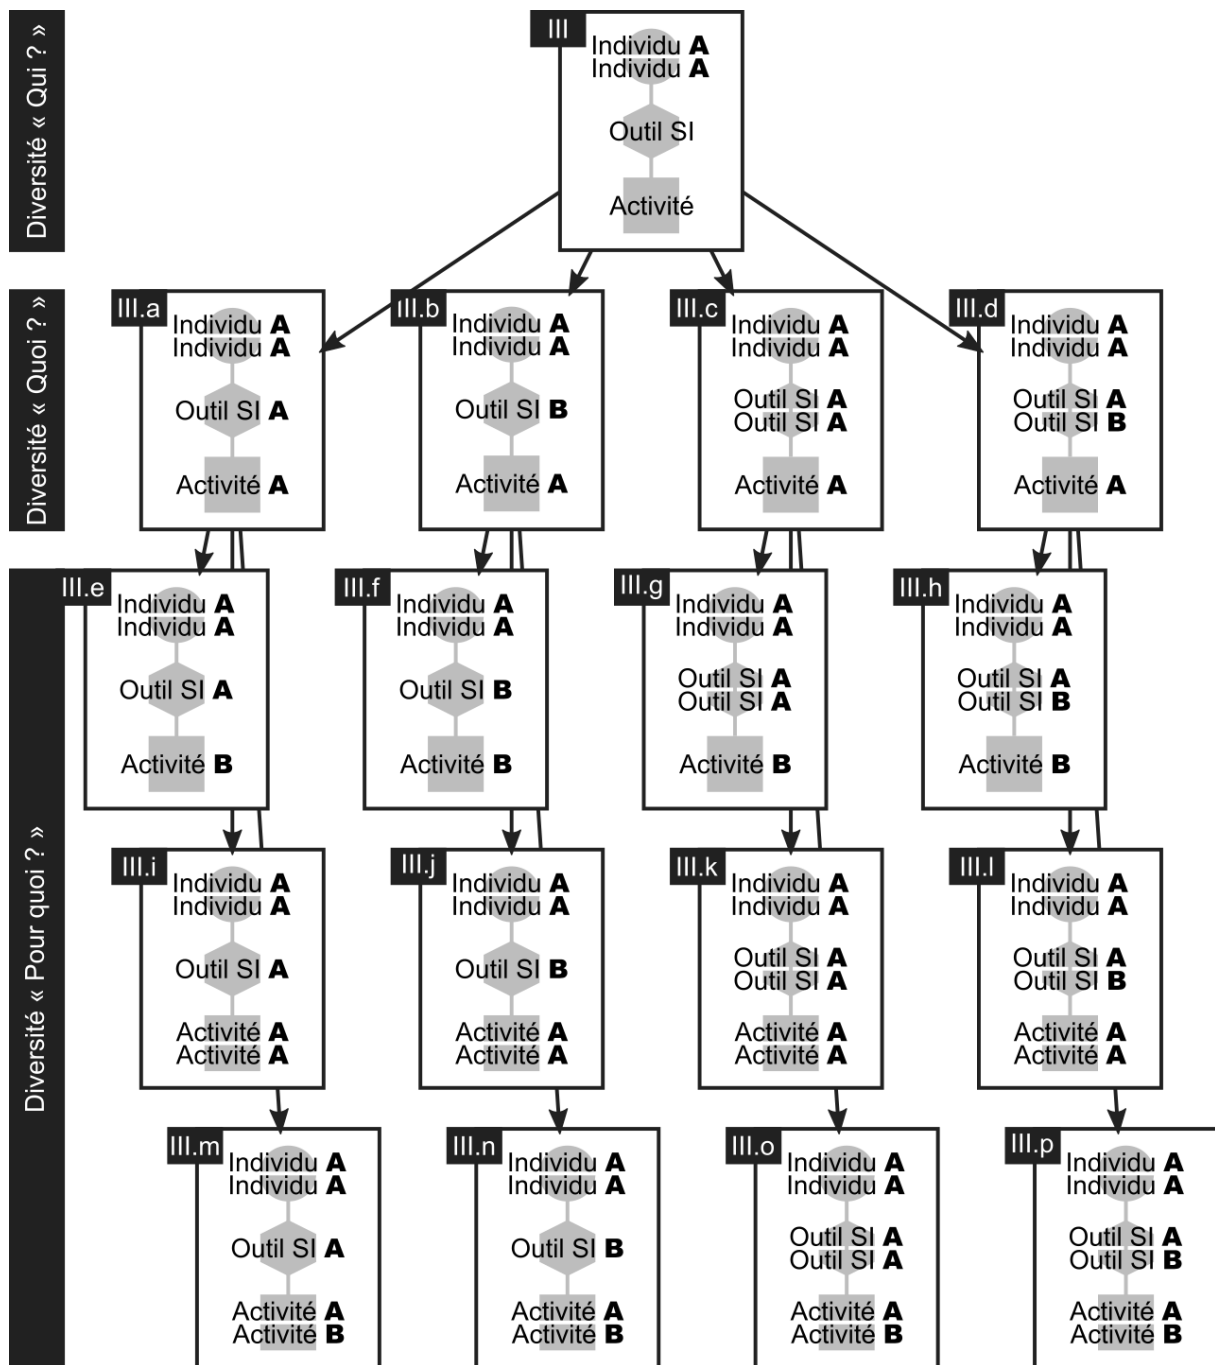 Diversité « Qui ? »
III
Individu A
Individu A
Outil SI
Activité
Diversité « Quoi ? »
III.a
Individu A
Individu A
Outil SI A
Activité A
III.b
Individu A
Individu A
Outil SI B
Activité A
III.c
Individu A
Individu A
Outil SI A
Outil SI A
Activité A
III.d
Individu A
Individu A
Outil SI A
Outil SI B
Activité A
Diversité « Pour quoi ? »
III.e
Individu A
Individu A
Outil SI A
Activité B
III.f
Individu A
Individu A
Outil SI B
Activité B
III.g
Individu A
Individu A
Outil SI A
Outil SI A
Activité B
III.h
Individu A
Individu A
Outil SI A
Outil SI B
Activité B
III.i
Individu A
Individu A
Outil SI A
Activité A
Activité A
III.j
Individu A
Individu A
Outil SI B
Activité A
Activité A
III.k
Individu A
Individu A
Outil SI A
Outil SI A
Activité A
Activité A
III.l
Individu A
Individu A
Outil SI A
Outil SI B
Activité A
Activité A
III.m
Individu A
Individu A
Outil SI A
Activité A
Activité B
III.n
Individu A
Individu A
Outil SI B
Activité A
Activité B
III.o
Individu A
Individu A
Outil SI A
Outil SI A
Activité A
Activité B
III.p
Individu A
Individu A
Outil SI A
Outil SI B
Activité A
Activité B